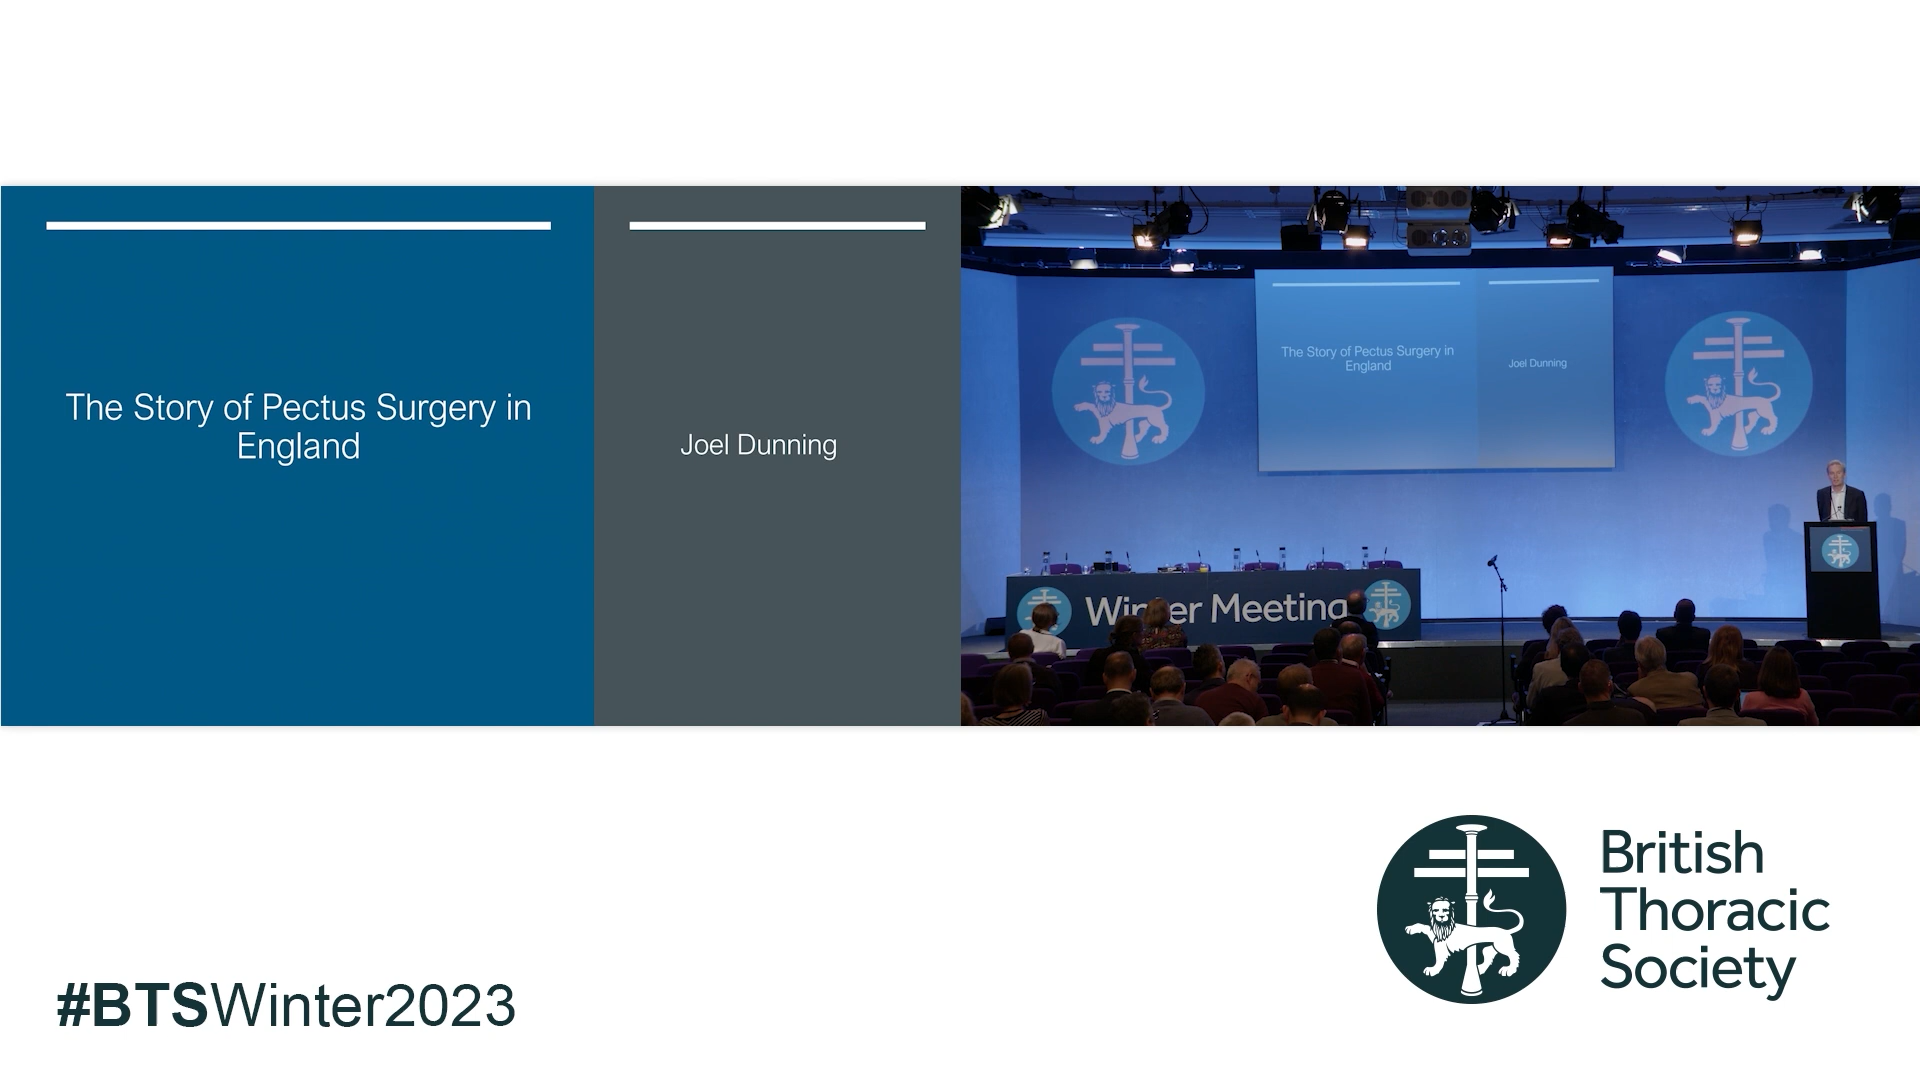 The Story of Pectus Surgery in
England
Joel Dunning
The Story of Pectus Surgery in
England
Joel Dunning
Winter Meeting
British
Thoracic
Society
#BTSWinter2023